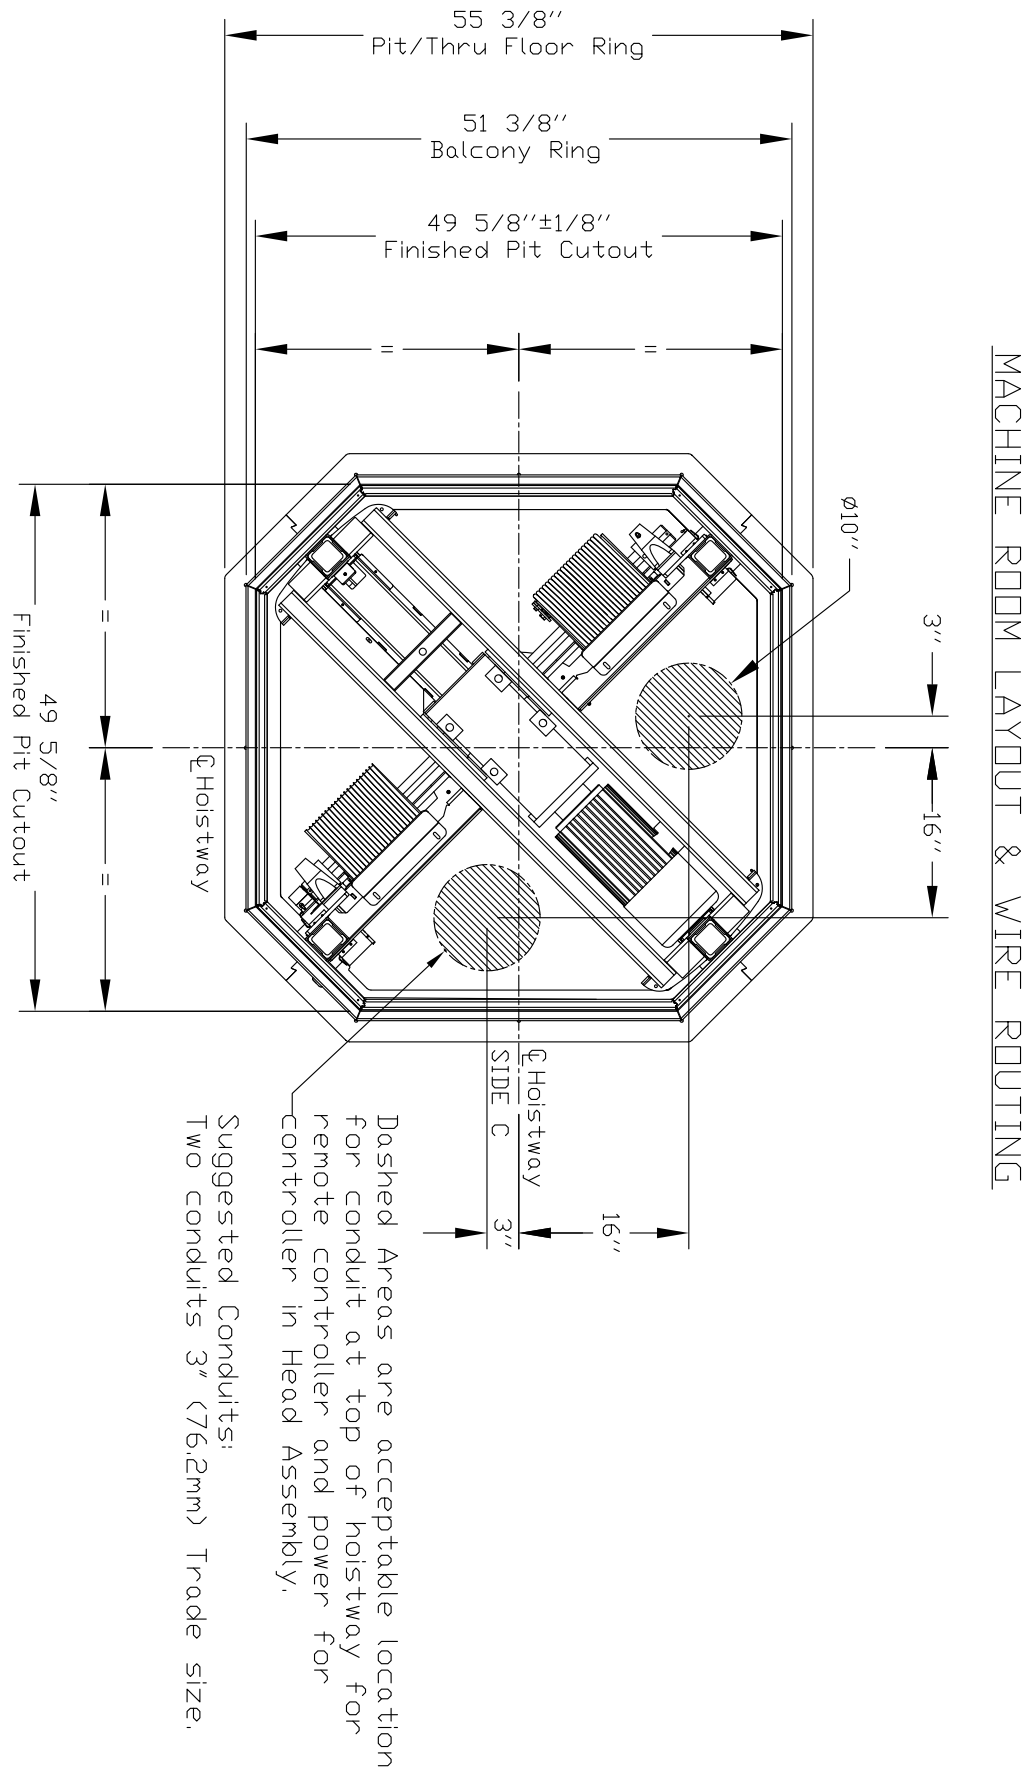 MACHINE ROOM LAYOUT & WIRE ROUTING
55 3/8"
Pit/Thru Floor Ring
51 3/8"
Balcony Ring
49 5/8"±1/8"
Finished Pit Cutout
=
=
ø10"
3"
16"
=
=
49 5/8"
Finished Pit Cutout
℄ Hoistway
℄ Hoistway
SIDE C
16"
3"
Dashed Areas are acceptable location
for conduit at top of hoistway for
remote controller and power for
controller in Head Assembly.
Suggested Conduits:
Two conduits 3" (76.2mm) Trade size.